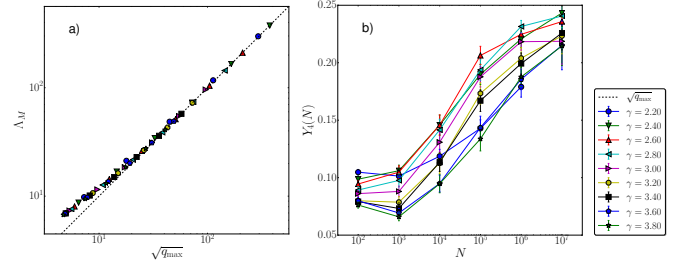 a)
Λ_M
10²
10¹
10¹
10²
√q_max
b)
Y₄(N)
0.25
0.20
0.15
0.10
0.05
10²
10³
10⁴
10⁵
10⁶
10⁷
N
√q_max
γ = 2.20
γ = 2.40
γ = 2.60
γ = 2.80
γ = 3.00
γ = 3.20
γ = 3.40
γ = 3.60
γ = 3.80